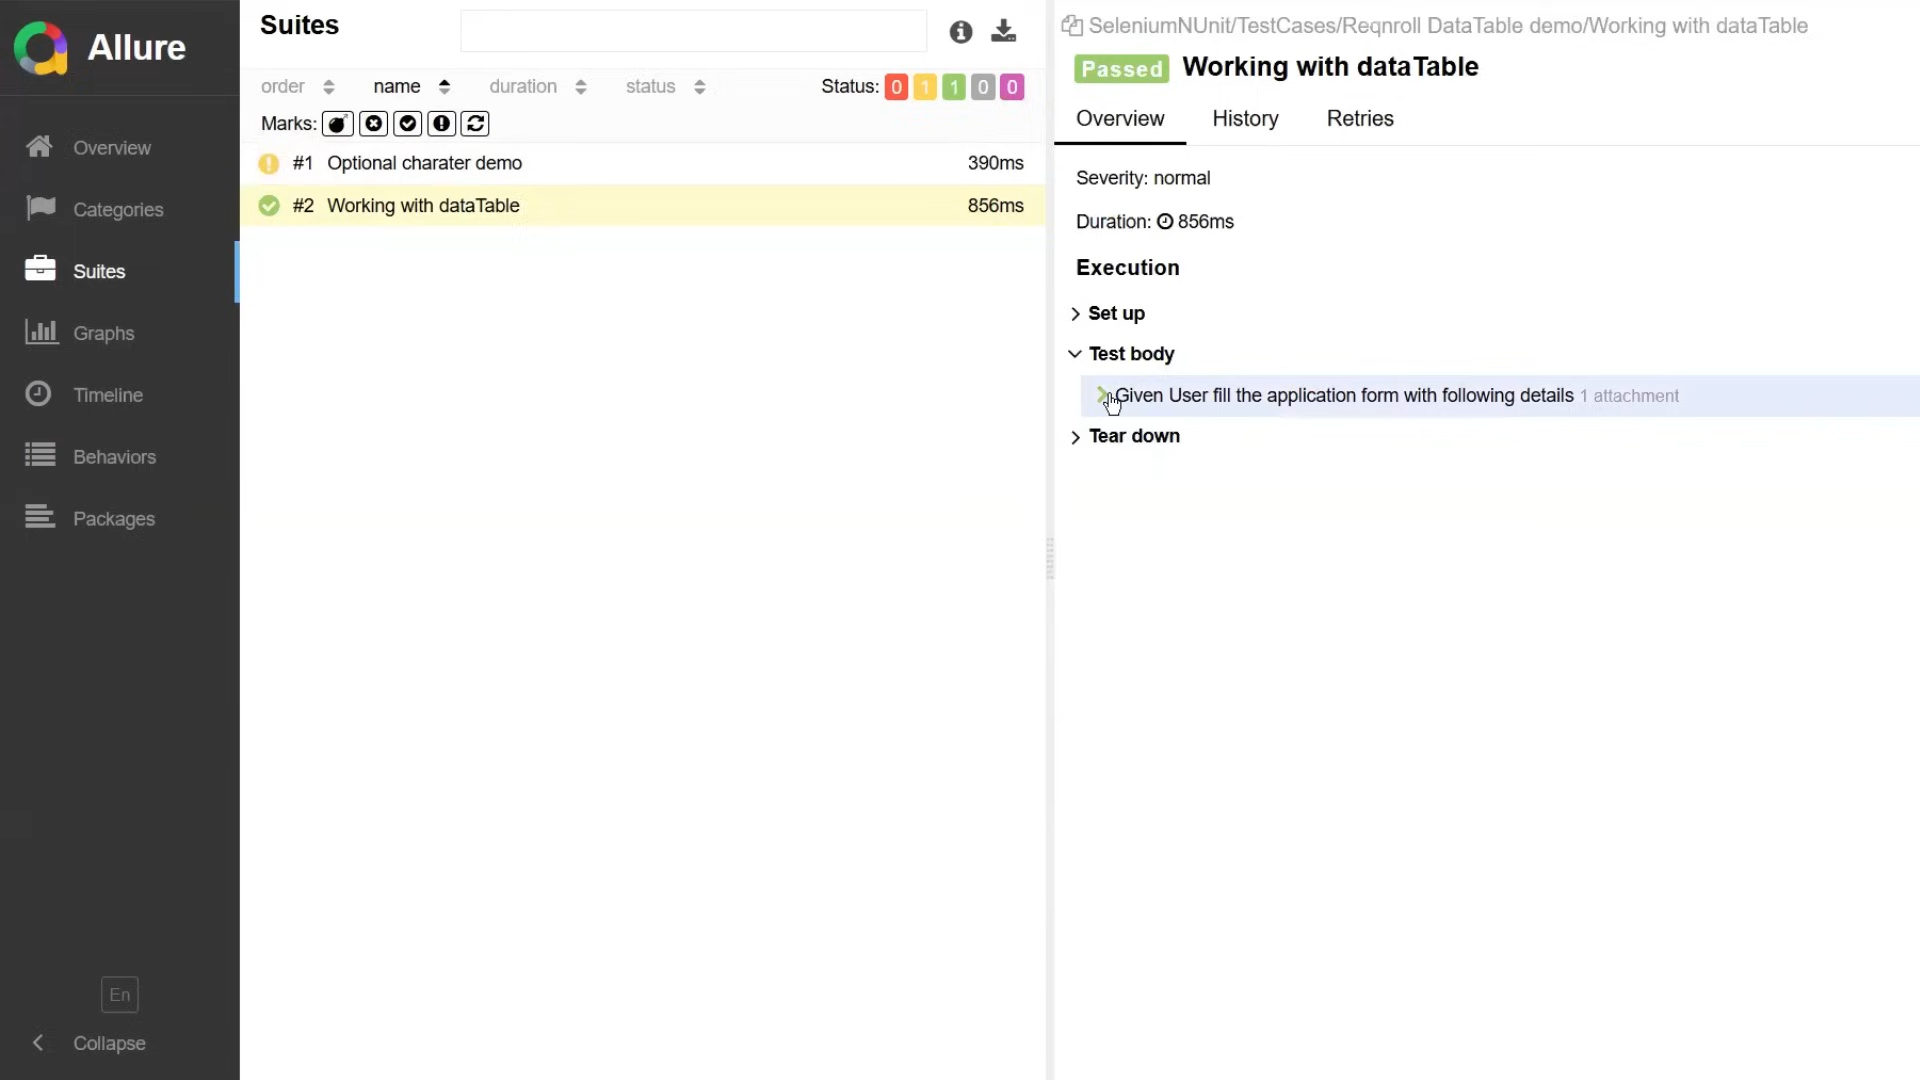 Allure
Overview
Categories
Suites
Graphs
Timeline
Behaviors
Packages
En
Collapse
Suites
order name duration status Status: 0 1 1 0 0
Marks:
#1 Optional charater demo 390ms
#2 Working with dataTable 856ms
SeleniumNUnit/TestCases/Reqnroll DataTable demo/Working with dataTable
Passed Working with dataTable
Overview History Retries
Severity: normal
Duration: 856ms
Execution
Set up
Test body
Given User fill the application form with following details 1 attachment
Tear down